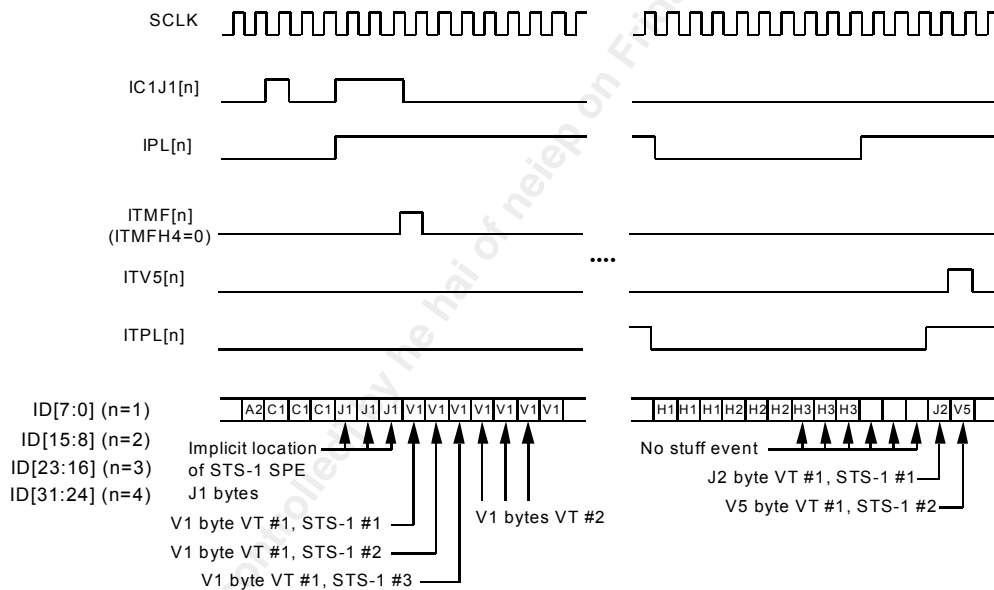 SCLK
IC1J1[n]
IPL[n]
ITMF[n]
(ITMFH4=0)
....
ITV5[n]
ITPL[n]
ID[7:0] (n=1)
A2 C1 C1 C1 J1 J1 J1 V1 V1 V1 V1 V1 V1
H1 H1 H1 H2 H2 H2 H3 H3 H3 J2 V5
ID[15:8] (n=2)
ID[23:16] (n=3)
ID[31:24] (n=4)
Implicit location
of STS-1 SPE
J1 bytes
No stuff event
J2 byte VT #1, STS-1 #1
V5 byte VT #1, STS-1 #2
V1 bytes VT #2
V1 byte VT #1, STS-1 #1
V1 byte VT #1, STS-1 #2
V1 byte VT #1, STS-1 #3
he hai of neiep on